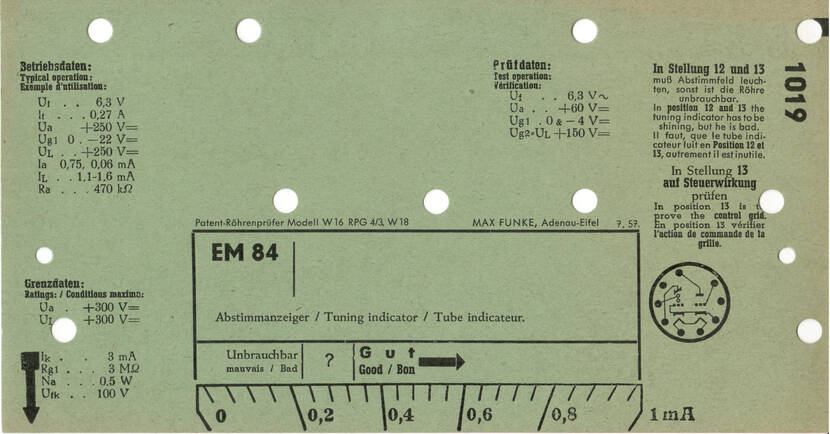 Betriebsdaten:
Typical operation:
Exemple d'utilisation:
Uf . . 6,3 V
If . . . 0,27 A
Ua +250 V=
Ug1 0 . -22 V=
UL . . +250 V=
Ia 0,75, 0,06 mA
IL . . 1,1-1,6 mA
Ra . . . 470 kΩ
Prüfdaten:
Test operation:
Vérification:
Uf . . 6,3 V~
Ua . . +60 V=
Ug1 . 0 & -4 V=
Ug2+UL +150 V=
In Stellung 12 und 13
muß Abstimmfeld leuch-
ten, sonst ist die Röhre
unbrauchbar.
In position 12 and 13 the
tuning indicator has to be
shining, but he is bad.
Il faut, que le tube indi-
cateur luit en Position 12 et
13, autrement il est inutile.
In Stellung 13
auf Steuerwirkung
prüfen
In position 13 is
prove the control grid.
En position 13 vérifier
l'action de commande de la
grille.
1019
Patent-Röhrenprüfer Modell W 16 RPG 4/3, W 18
MAX FUNKE, Adenau-Eifel
7. 57.
EM 84
Abstimmanzeiger / Tuning indicator / Tube indicateur.
Unbrauchbar
mauvais / Bad
?
Gut
Good / Bon
Grenzdaten:
Ratings: / Conditions maxima:
Ua . +300 V=
UL +300 V=
Ik . . . 3 mA
Rg1 . . . 3 MΩ
Na . . . 0,5 W
Ufk . . 100 V
0 0,2 0,4 0,6 0,8 1 mA